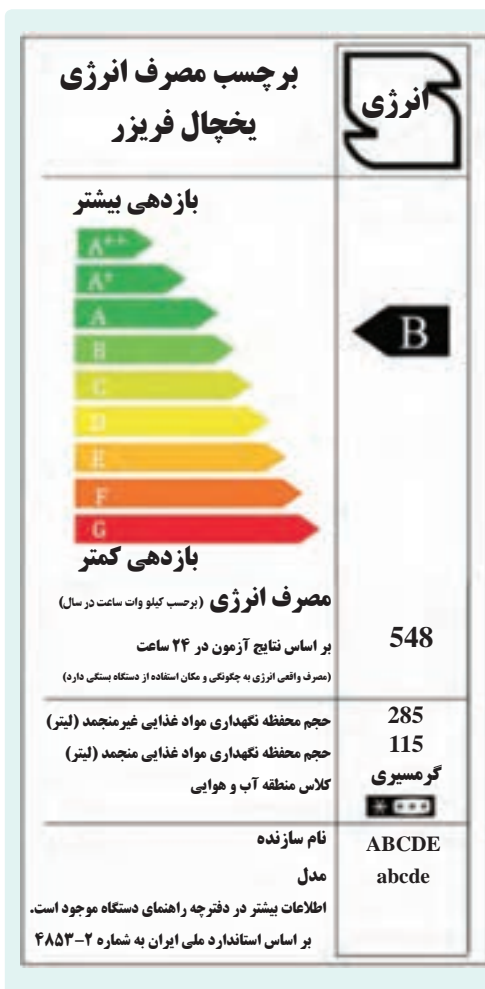 برچسب مصرف انرژی
یخچال فریزر
انرژی
بازدهی بیشتر
A++
A+
A
B
C
D
E
F
G
B
بازدهی کمتر
مصرف انرژی (برحسب کیلو وات ساعت در سال)
بر اساس نتایج آزمون در ۲۴ ساعت
548
(مصرف واقعی انرژی به چگونگی و مکان استفاده از دستگاه بستگی دارد)
حجم محفظه نگهداری مواد غذایی غیرمنجمد (لیتر)
285
حجم محفظه نگهداری مواد غذایی منجمد (لیتر)
115
کلاس منطقه آب و هوایی
گرمسیری
نام سازنده
ABCDE
مدل
abcde
اطلاعات بیشتر در دفترچه راهنمای دستگاه موجود است.
بر اساس استاندارد ملی ایران به شماره ۲-۴۸۵۳